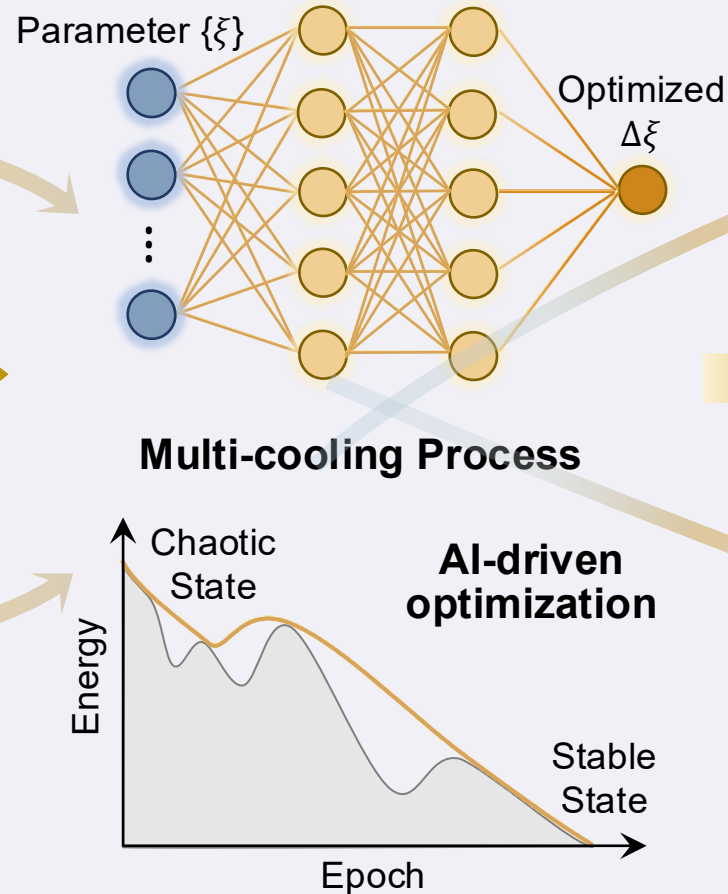 Parameter {ξ}
Optimized
Δξ
Multi-cooling Process
Chaotic
State
AI-driven
optimization
Energy
Stable
State
Epoch